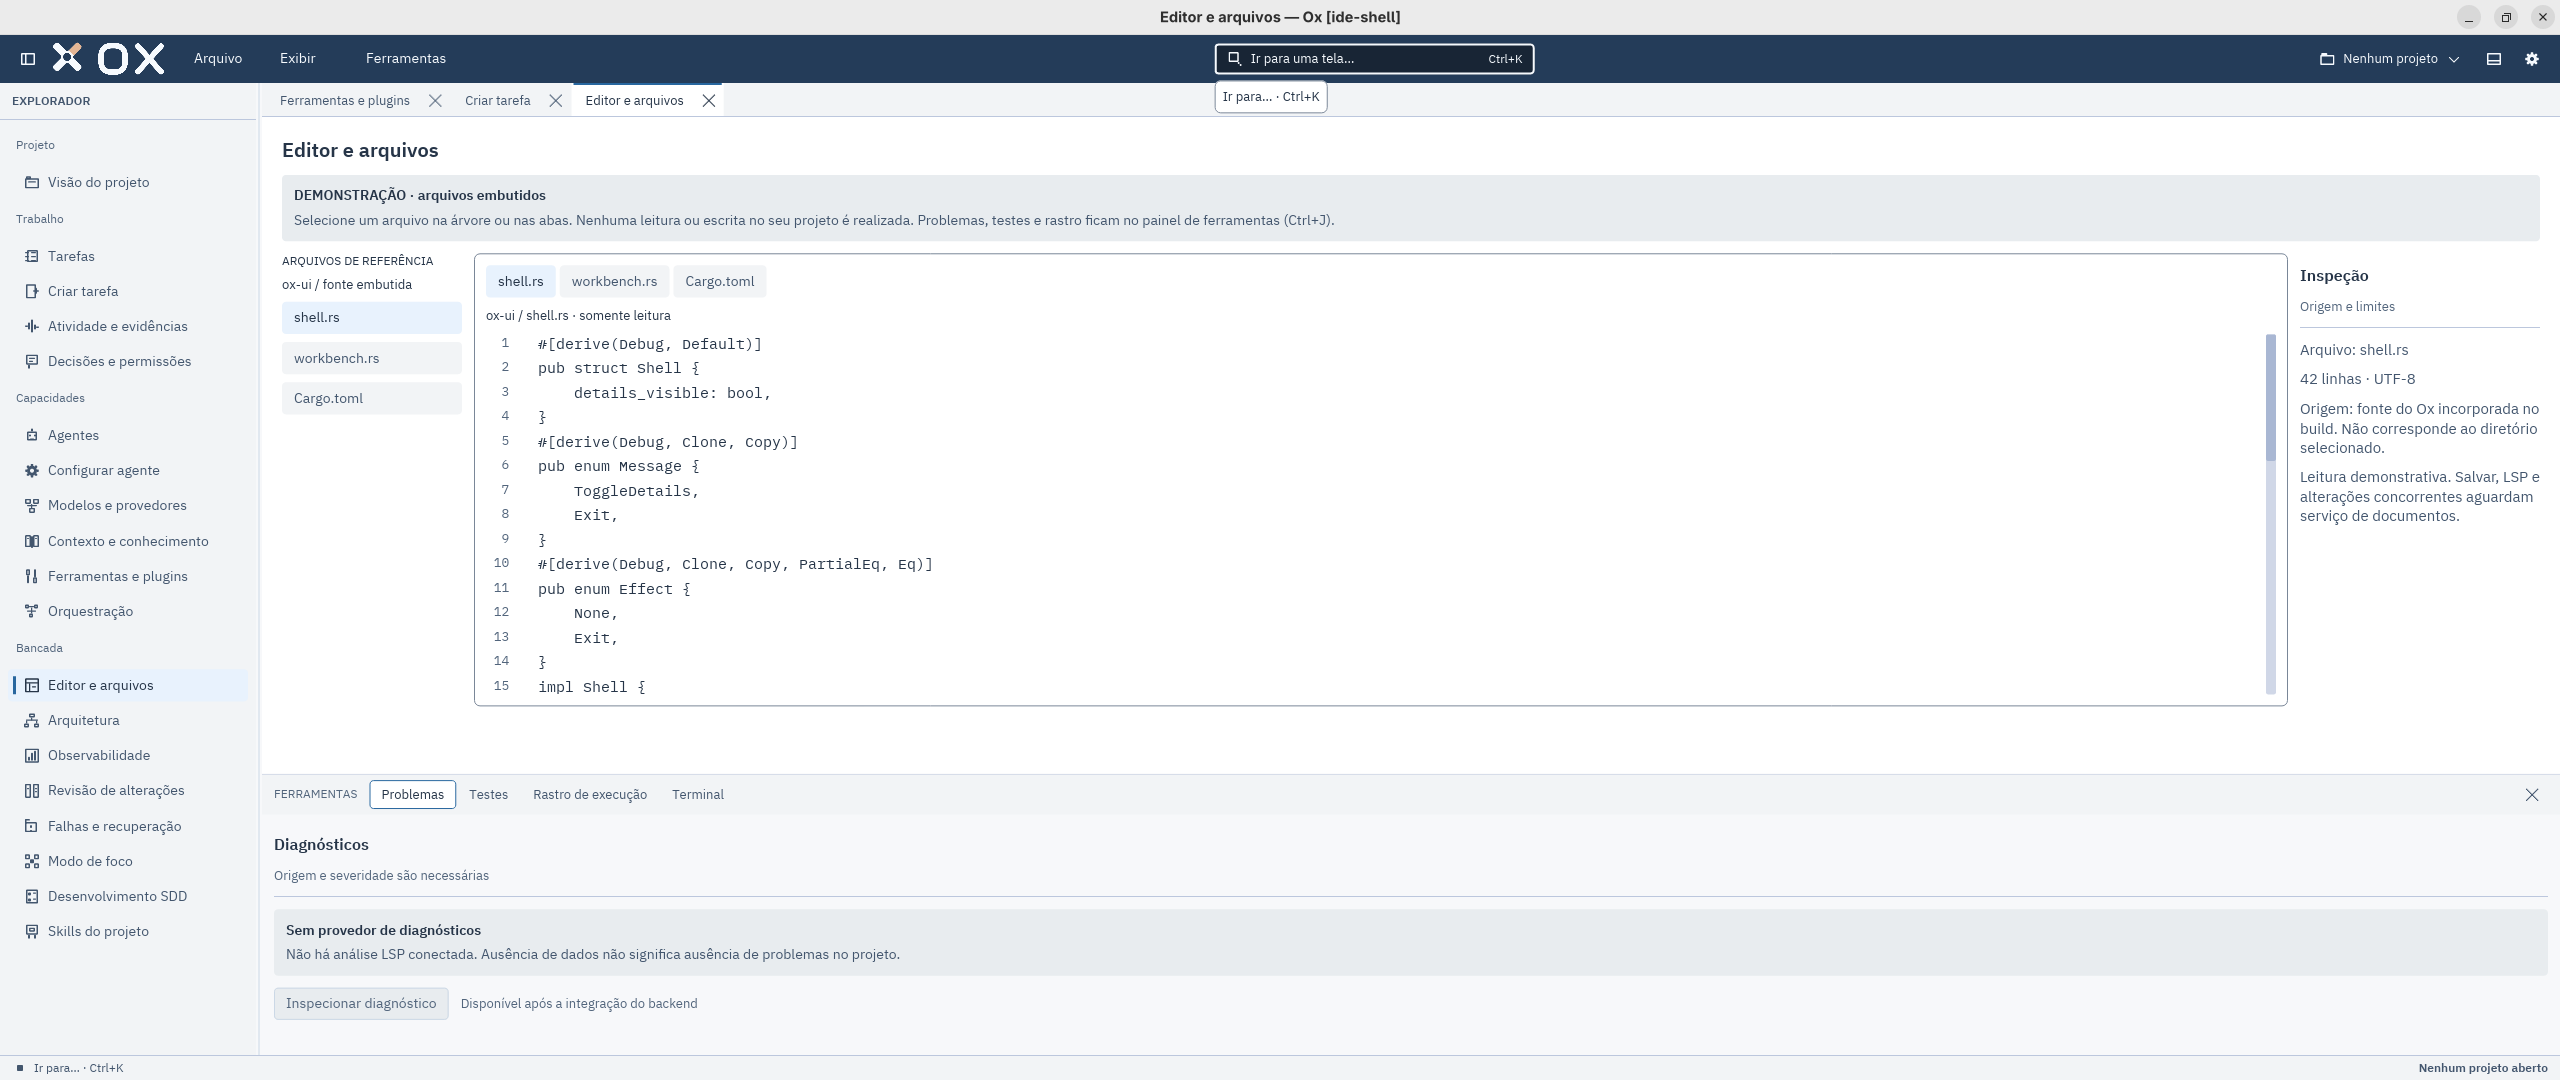 Editor e arquivos — Ox [ide-shell]
OX
Arquivo
Exibir
Ferramentas
Ir para uma tela...
Ctrl+K
Nenhum projeto
EXPLORADOR
Ferramentas e plugins
Criar tarefa
Editor e arquivos
Ir para... · Ctrl+K
Projeto
Visão do projeto
Trabalho
Tarefas
Criar tarefa
Atividade e evidências
Decisões e permissões
Capacidades
Agentes
Configurar agente
Modelos e provedores
Contexto e conhecimento
Ferramentas e plugins
Orquestração
Bancada
Editor e arquivos
Arquitetura
Observabilidade
Revisão de alterações
Falhas e recuperação
Modo de foco
Desenvolvimento SDD
Skills do projeto
Editor e arquivos
DEMONSTRAÇÃO · arquivos embutidos
Selecione um arquivo na árvore ou nas abas. Nenhuma leitura ou escrita no seu projeto é realizada. Problemas, testes e rastro ficam no painel de ferramentas (Ctrl+J).
ARQUIVOS DE REFERÊNCIA
ox-ui / fonte embutida
shell.rs
workbench.rs
Cargo.toml
shell.rs
workbench.rs
Cargo.toml
ox-ui / shell.rs · somente leitura
1 #[derive(Debug, Default)]
2 pub struct Shell {
3     details_visible: bool,
4 }
5 #[derive(Debug, Clone, Copy)]
6 pub enum Message {
7     ToggleDetails,
8     Exit,
9 }
10 #[derive(Debug, Clone, Copy, PartialEq, Eq)]
11 pub enum Effect {
12     None,
13     Exit,
14 }
15 impl Shell {
Inspeção
Origem e limites
Arquivo: shell.rs
42 linhas · UTF-8
Origem: fonte do Ox incorporada no
build. Não corresponde ao diretório
selecionado.
Leitura demonstrativa. Salvar, LSP e
alterações concorrentes aguardam
serviço de documentos.
FERRAMENTAS
Problemas
Testes
Rastro de execução
Terminal
Diagnósticos
Origem e severidade são necessárias
Sem provedor de diagnósticos
Não há análise LSP conectada. Ausência de dados não significa ausência de problemas no projeto.
Inspecionar diagnóstico
Disponível após a integração do backend
Ir para... · Ctrl+K
Nenhum projeto aberto